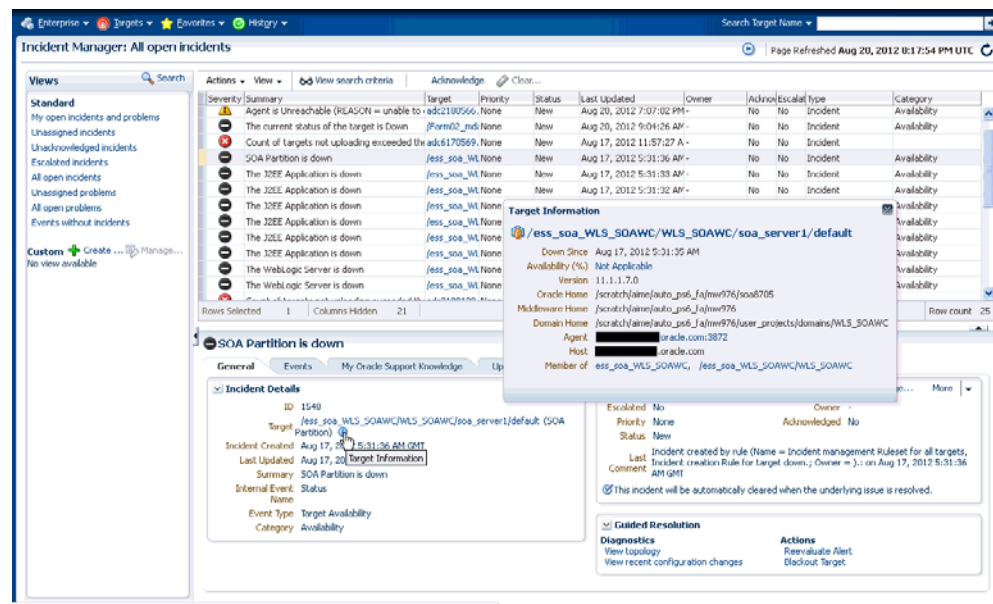 Enterprise Targets Favorites History Search Target Name
Incident Manager: All open incidents Page Refreshed Aug 20, 2012 8:17:54 PM UTC
Views Search
Standard
My open incidents and problems
Unassigned incidents
Unacknowledged incidents
Escalated incidents
All open incidents
Unassigned problems
All open problems
Events without incidents
Custom Create ... Manage...
No view available
Actions View View search criteria Acknowledge Clear...
Severity Summary Target Priority Status Last Updated Owner Acknov Escalat Type Category
Agent is Unreachable (REASON = unable to adc2180566. None New Aug 20, 2012 7:07:02 PM - No No Incident Availability
The current status of the target is Down /Form02_mds None New Aug 20, 2012 9:04:26 AM - No No Incident Availability
Count of targets not uploading exceeded the adc6170569. None New Aug 17, 2012 11:57:27 A - No No Incident
SOA Partition is down /ess_soa_WL None New Aug 17, 2012 5:31:36 AM - No No Incident Availability
The J2EE Application is down /ess_soa_WL None New Aug 17, 2012 5:31:33 AM - No No Incident Availability
The J2EE Application is down /ess_soa_WL None New Aug 17, 2012 5:31:32 AM - No No Incident Availability
The J2EE Application is down /ess_soa_WL None Availability
The J2EE Application is down /ess_soa_WL None Availability
The J2EE Application is down /ess_soa_WL None Availability
The J2EE Application is down /ess_soa_WL None Availability
The WebLogic Server is down /ess_soa_WL None Availability
The WebLogic Server is down /ess_soa_WL None Availability
Rows Selected 1 Columns Hidden 21 Row count 25
Target Information
/ess_soa_WLS_SOAWC/WLS_SOAWC/soa_server1/default
Down Since Aug 17, 2012 5:31:35 AM
Availability (%) Not Applicable
Version 11.1.1.7.0
Oracle Home /scratch/aime/auto_ps6_fa/mw976/soa8705
Middleware Home /scratch/aime/auto_ps6_fa/mw976
Domain Home /scratch/aime/auto_ps6_fa/mw976/user_projects/domains/WLS_SOAWC
Agent oracle.com:3872
Host .oracle.com
Member of ess_soa_WLS_SOAWC, /ess_soa_WLS_SOAWC/WLS_SOAWC
SOA Partition is down
General Events My Oracle Support Knowledge Up
More
Incident Details
ID 1548
Target /ess_soa_WLS_SOAWC/WLS_SOAWC/soa_server1/default (SOA
Partition)
Incident Created Aug 17, 2012 5:31:36 AM GMT
Last Updated Aug 17, 20
Target Information
Summary SOA Partition is down
Internal Event Status
Name
Event Type Target Availability
Category Availability
Escalated No Owner -
Priority None Acknowledged No
Status New
Last Comment Incident created by rule (Name = Incident management Ruleset for all targets,
Incident creation Rule for target down.; Owner = ).: on Aug 17, 2012 5:31:36
AM GMT
This incident will be automatically cleared when the underlying issue is resolved.
Guided Resolution
Diagnostics Actions
View topology Reevaluate Alert
View recent configuration changes Blackout Target